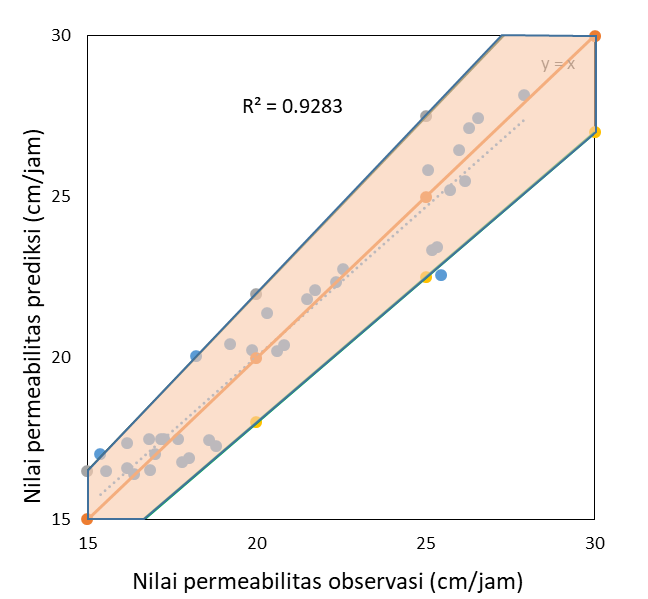 30
y = x
R² = 0.9283
25
20
15
15 20 25 30
Nilai permeabilitas prediksi (cm/jam)
Nilai permeabilitas observasi (cm/jam)